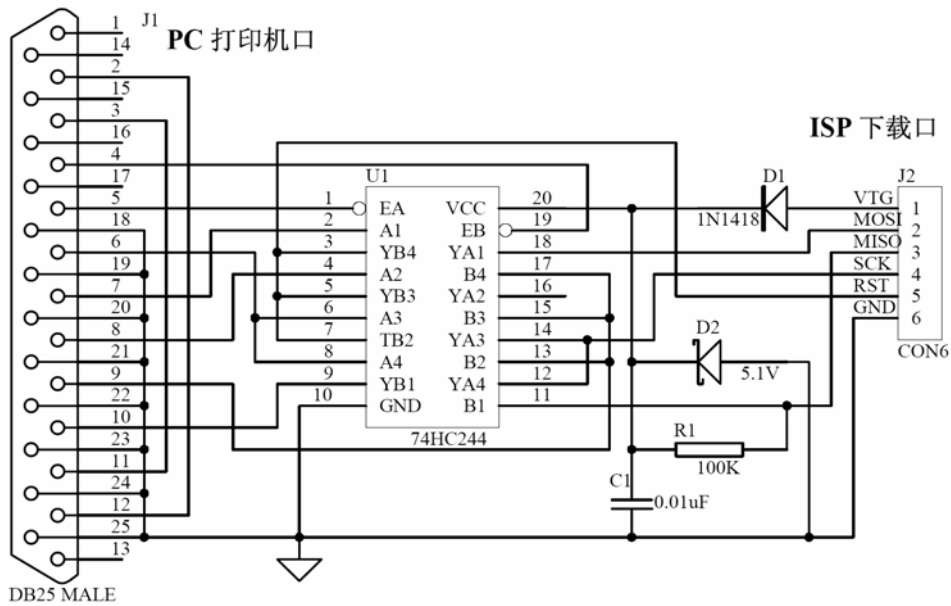 J1
PC 打印机口
1
14
2
15
3
16
4
17
5
18
6
19
7
20
8
21
9
22
10
23
11
24
12
25
13
DB25 MALE
U1
1 EA VCC 20
2 A1 EB 19
3 YB4 YA1 18
4 A2 B4 17
5 YB3 YA2 16
6 A3 B3 15
7 TB2 YA3 14
8 A4 B2 13
9 YB1 YA4 12
10 GND B1 11
74HC244
D1
1N1418
D2
5.1V
R1
100K
C1
0.01uF
ISP 下载口
J2
VTG 1
MOSI 2
MISO 3
SCK 4
RST 5
GND 6
CON6